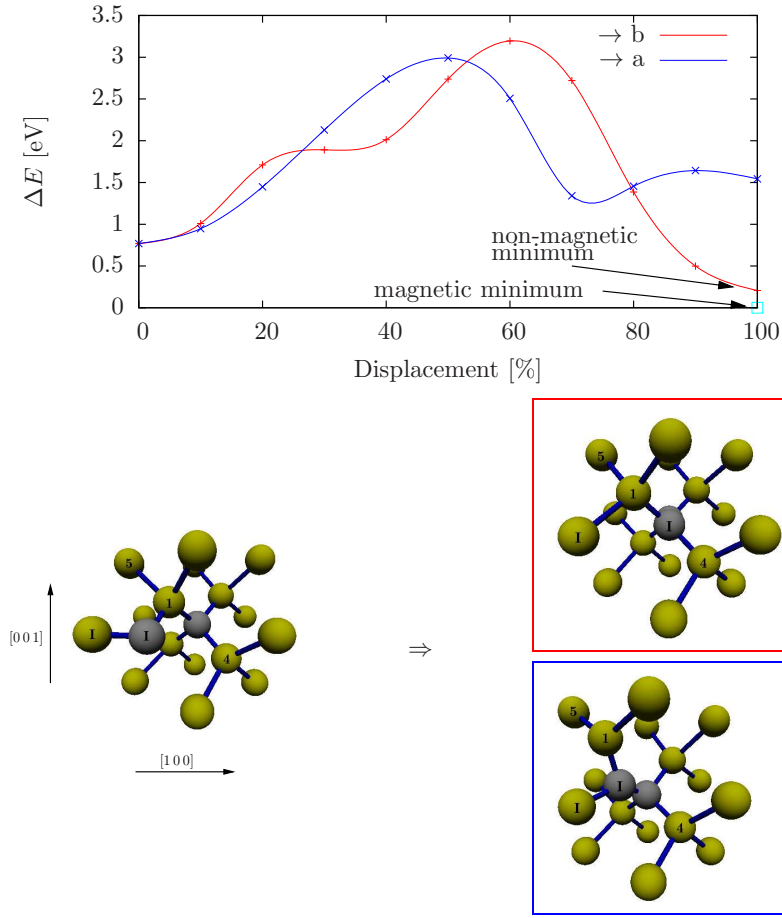 3.5
3
2.5
2
1.5
1
0.5
0
ΔE [eV]
→ b
→ a
non-magnetic
minimum
magnetic minimum
0 20 40 60 80 100
Displacement [%]
5
1
I
I
4
[0 0 1]
[1 0 0]
⇒
5
1
I
I
4
5
1
I
I
4